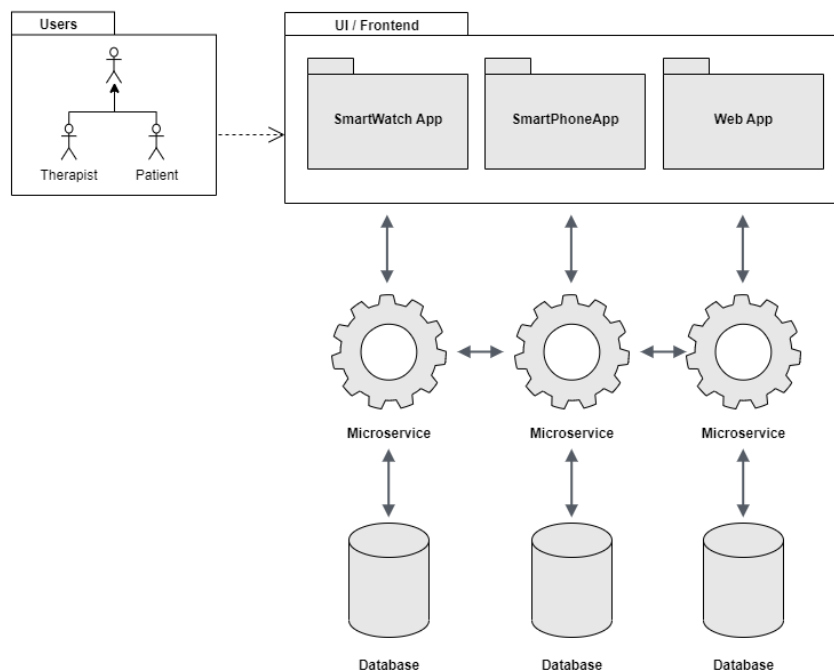 Users
UI / Frontend
SmartWatch App
SmartPhoneApp
Web App
Therapist
Patient
Microservice
Microservice
Microservice
Database
Database
Database